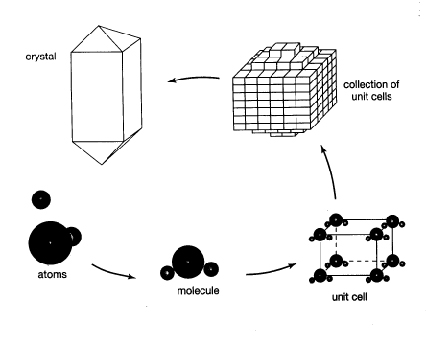 crystal
collection of
unit cells
atoms
molecule
unit cell